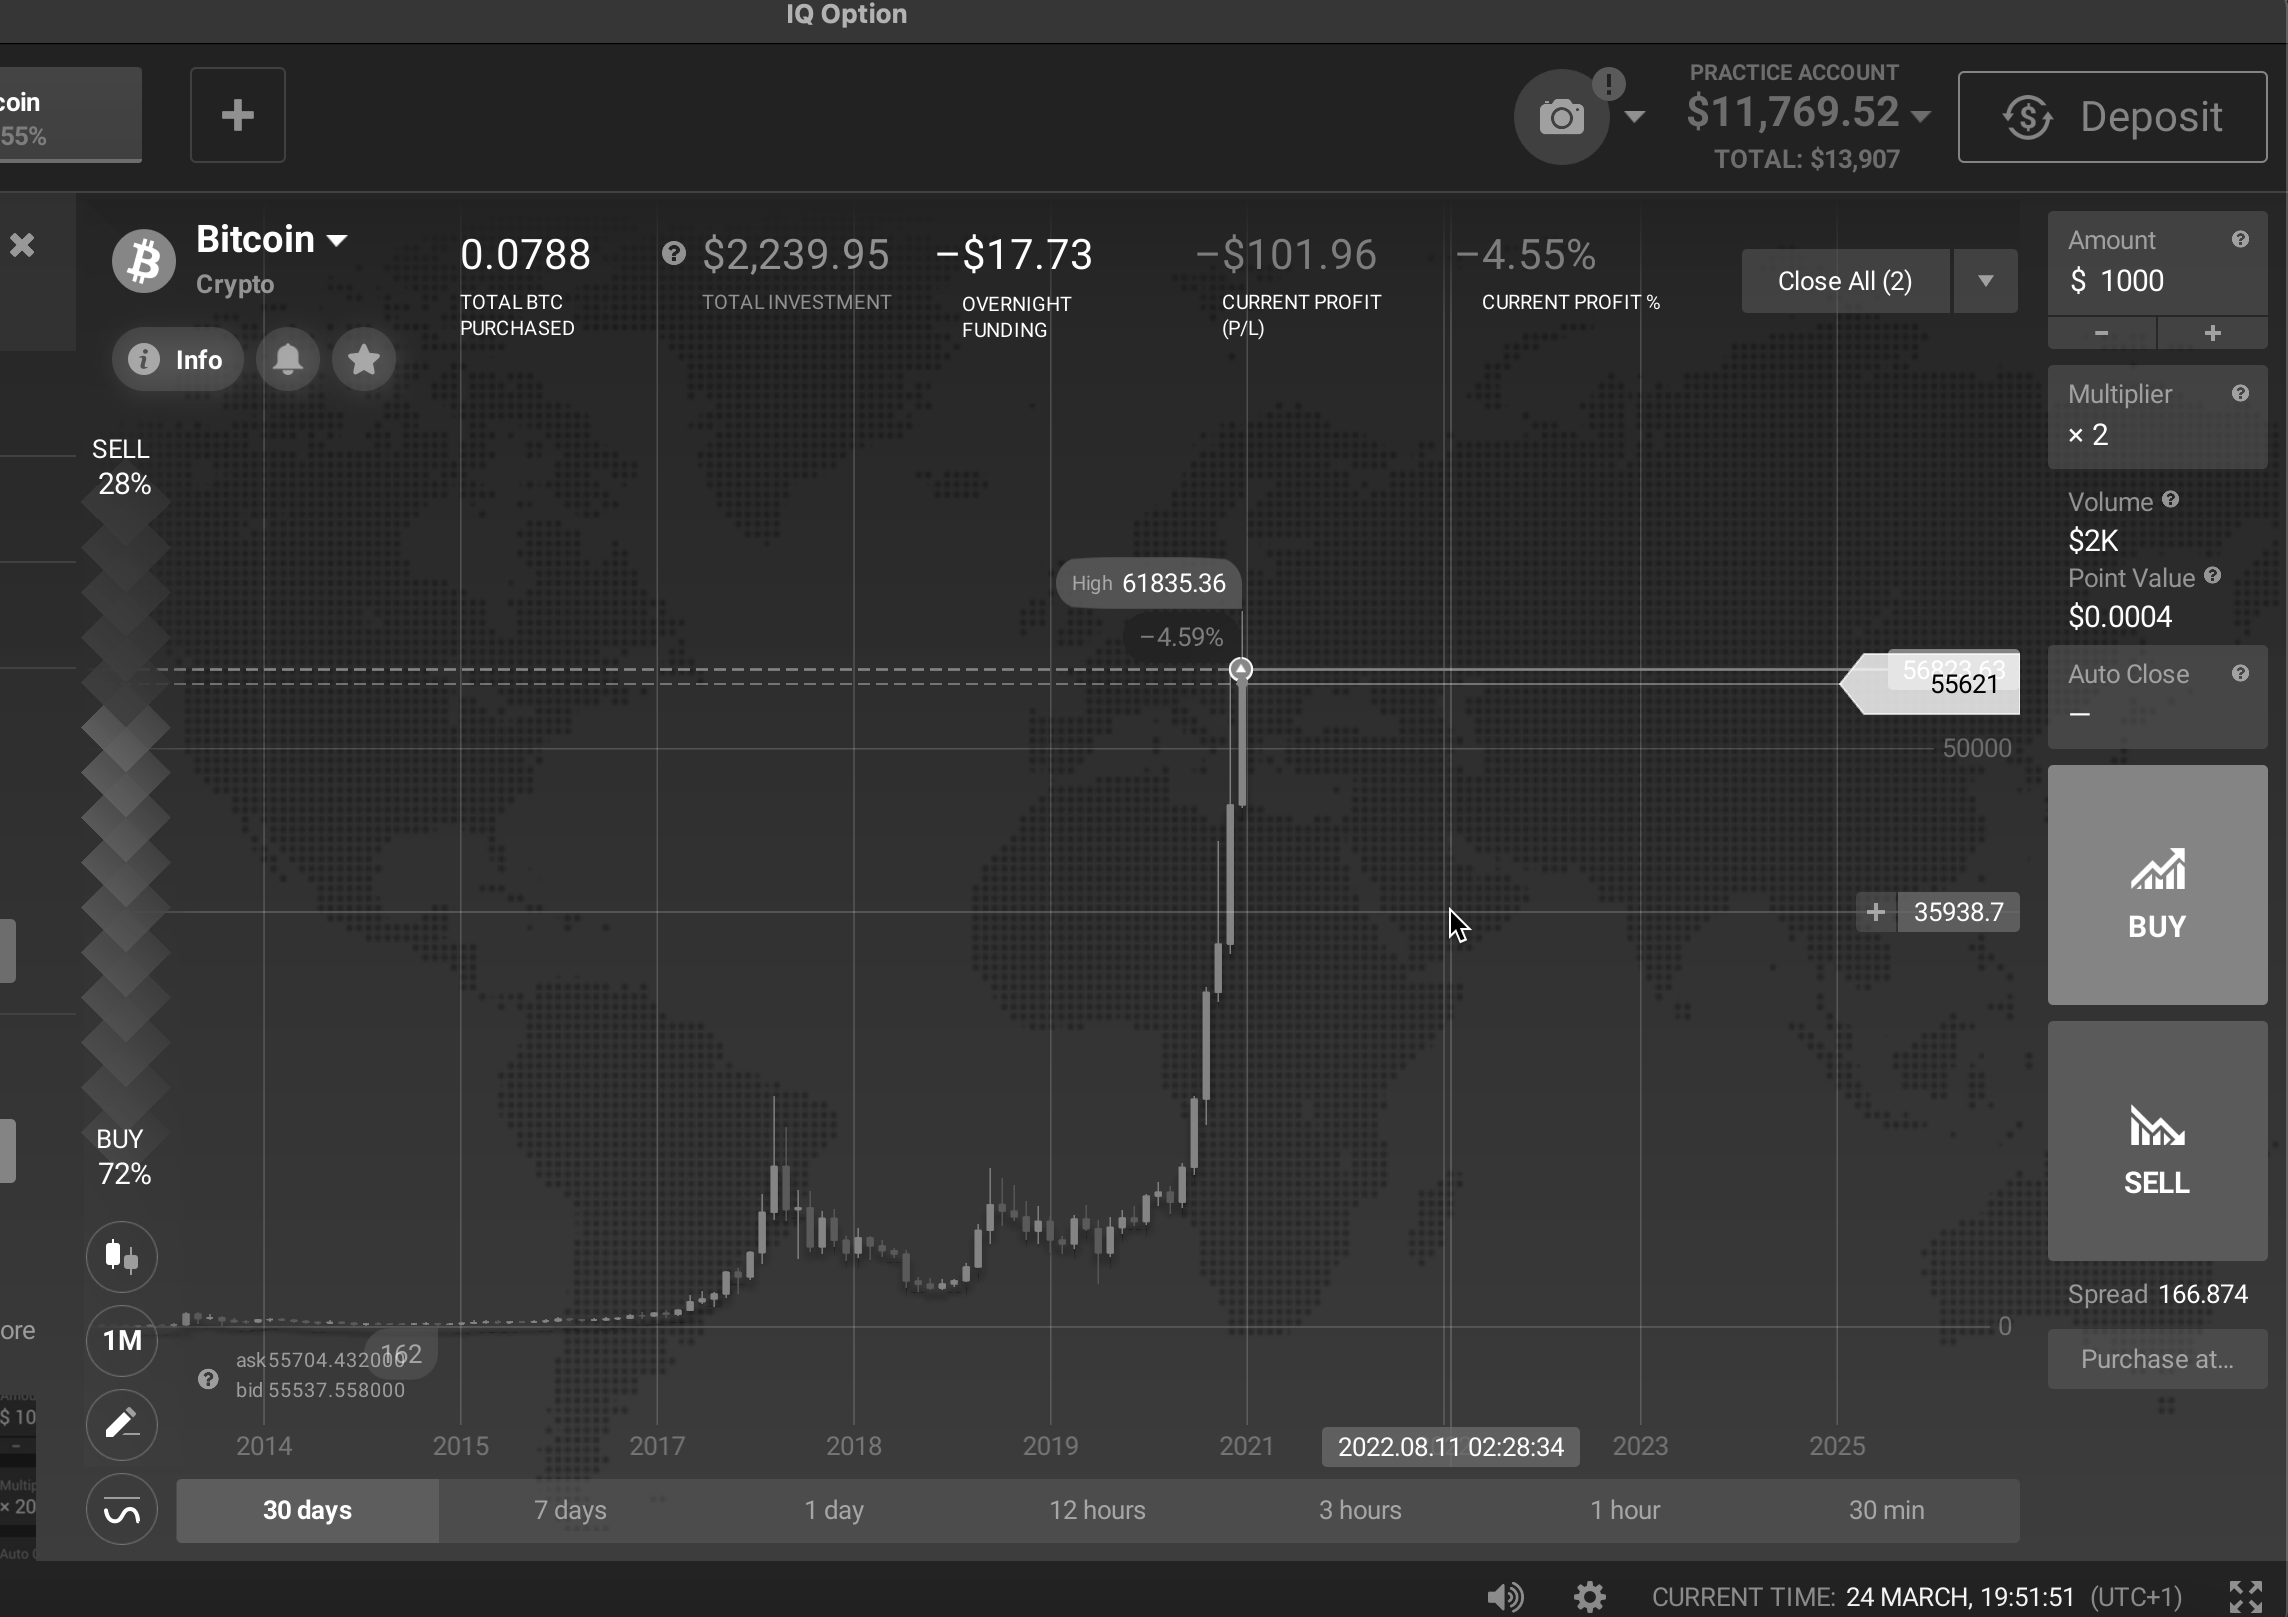 IQ Option
coin
55%
PRACTICE ACCOUNT
$11,769.52
TOTAL: $13,907
Deposit
Bitcoin
Crypto
Info
0.0788
TOTAL BTC
PURCHASED
$2,239.95
TOTAL INVESTMENT
–$17.73
OVERNIGHT
FUNDING
–$101.96
CURRENT PROFIT
(P/L)
–4.55%
CURRENT PROFIT %
Close All (2)
Amount
$ 1000
Multiplier
× 2
Volume
$2K
Point Value
$0.0004
Auto Close
–
BUY
SELL
Spread 166.874
Purchase at...
SELL
28%
BUY
72%
High 61835.36
–4.59%
56823.63
55621
50000
35938.7
0
1M
162
ask 55704.432000
bid 55537.558000
ore
$ 10
Multip
× 20
Auto
2014 2015 2017 2018 2019 2021 2022.08.11 02:28:34 2023 2025
30 days 7 days 1 day 12 hours 3 hours 1 hour 30 min
CURRENT TIME: 24 MARCH, 19:51:51 (UTC+1)